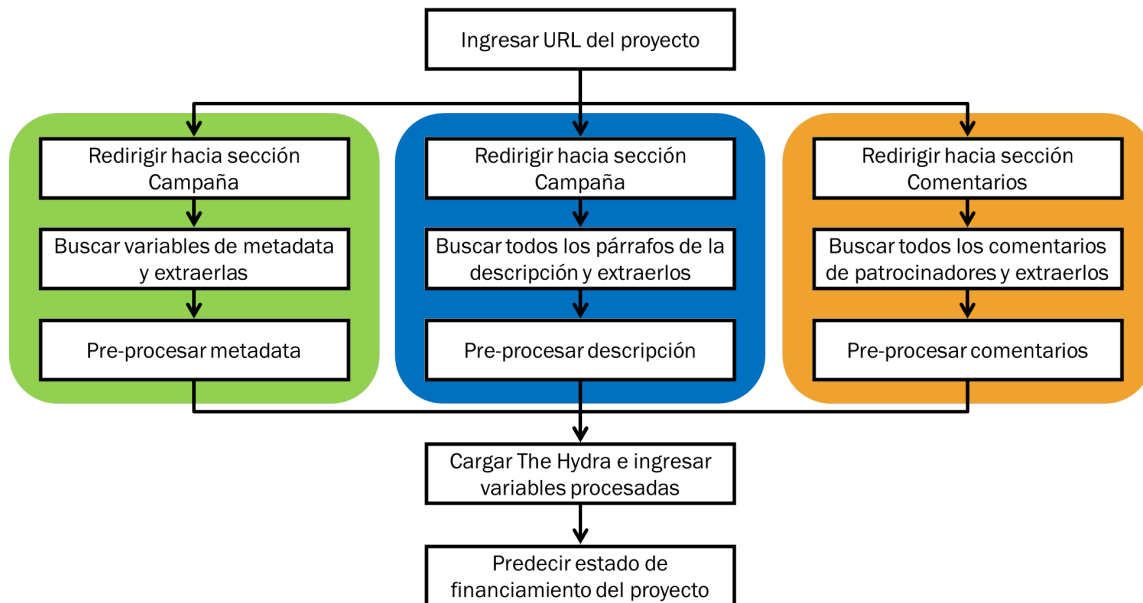 Ingresar URL del proyecto
Redirigir hacia sección
Campaña
Buscar variables de metadata
y extraerlas
Pre-procesar metadata
Redirigir hacia sección
Campaña
Buscar todos los párrafos de la
descripción y extraerlos
Pre-procesar descripción
Redirigir hacia sección
Comentarios
Buscar todos los comentarios
de patrocinadores y extraerlos
Pre-procesar comentarios
Cargar The Hydra e ingresar
variables procesadas
Predecir estado de
financiamiento del proyecto